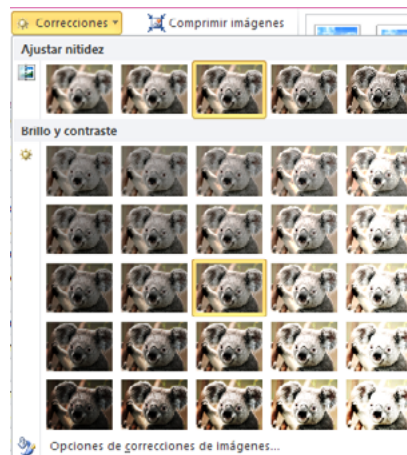 Correcciones
Comprimir imágenes
Ajustar nitidez
Brillo y contraste
Opciones de correcciones de imágenes...